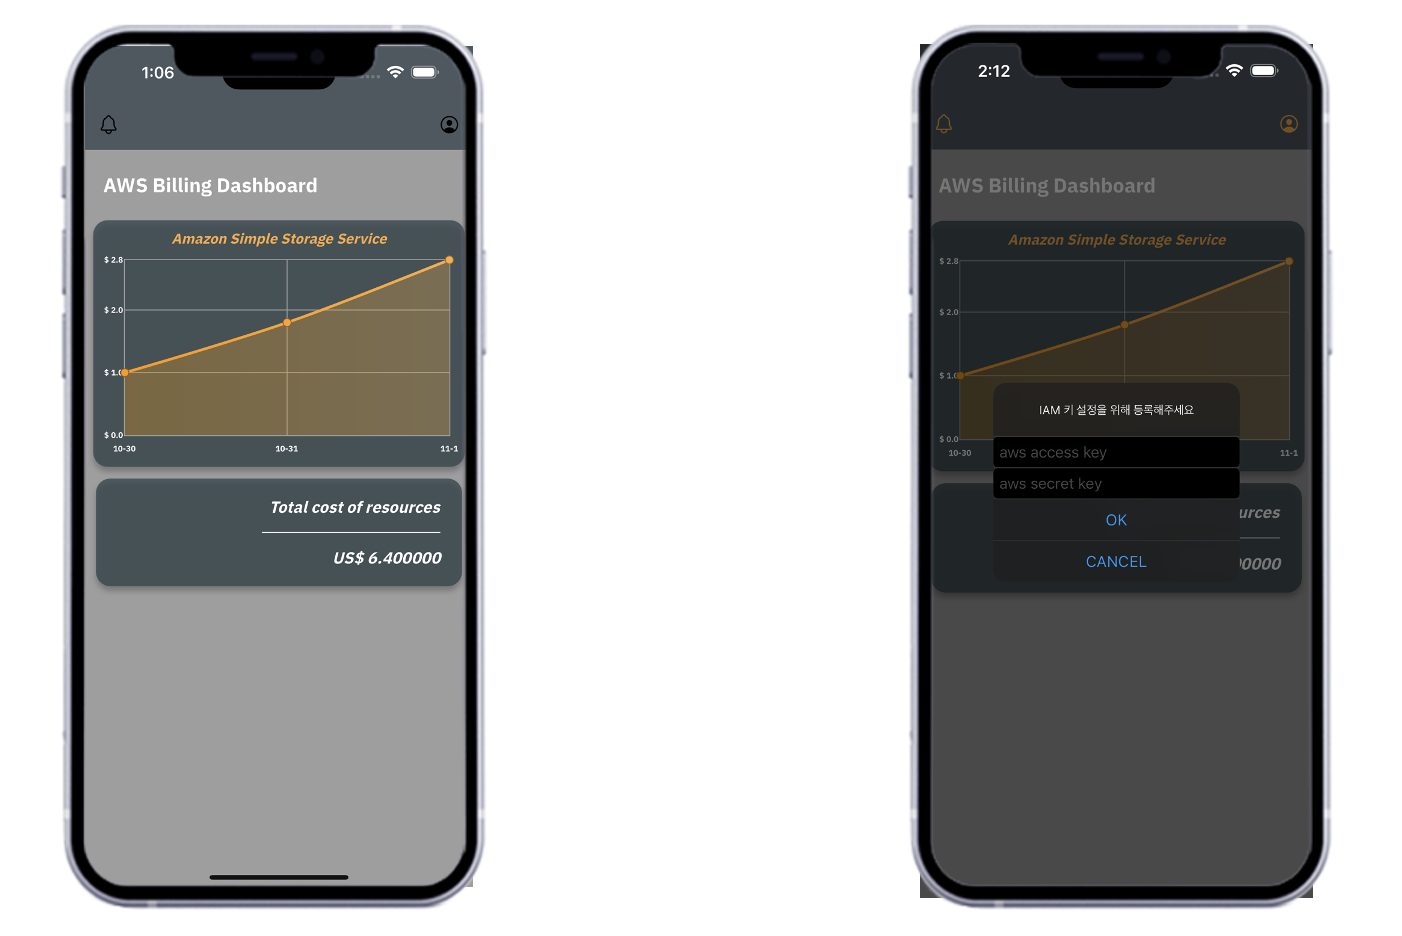 1:06
AWS Billing Dashboard
Amazon Simple Storage Service
$ 2.8
$ 2.0
$ 1.0
$ 0.0
10-30 10-31 11-1
Total cost of resources
US$ 6.400000
2:12
AWS Billing Dashboard
Amazon Simple Storage Service
$ 2.8
$ 2.0
$ 1.0
$ 0.0
10-30 11-1
IAM 키 설정을 위해 등록해주세요
aws access key
aws secret key
OK
CANCEL
urces
00000